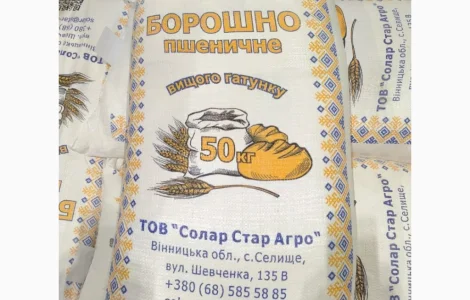 БОРОШНО
пшеничне
вищого гатунку
50кг
ТОВ "Солар Стар Агро"
Вінницька обл., с.Селище,
вул. Шевченка, 135 В
+380 (68) 585 58 85